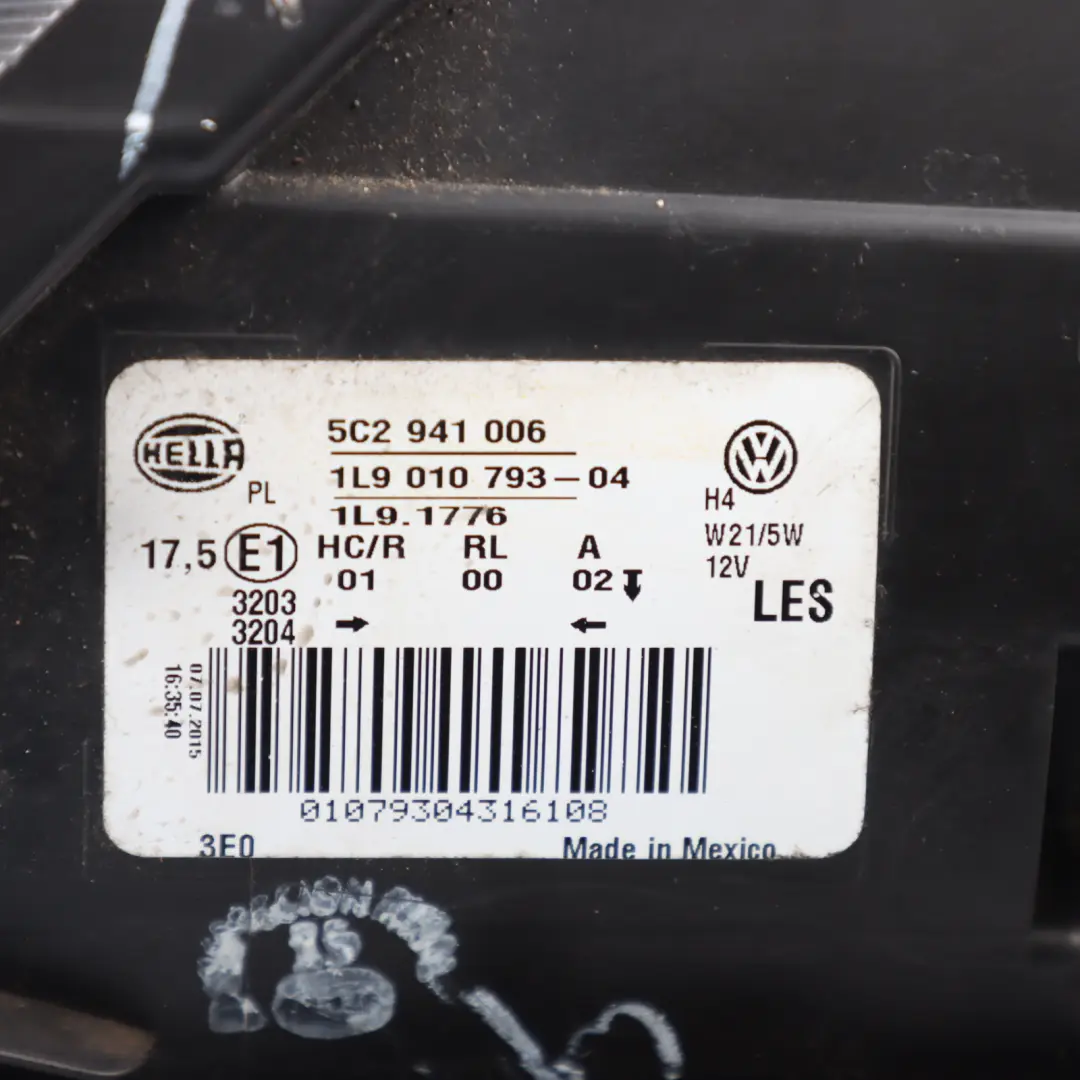 HELLA
PL
5C2 941 006
1L9 010 793-04
1L9.1776
H4
W21/5W
12V
LES
17,5 E1 HC/R RL A
01 00 02
3203
3204
07.07.2015
16:35:40
01079304316108
3E0 Made in Mexico
15